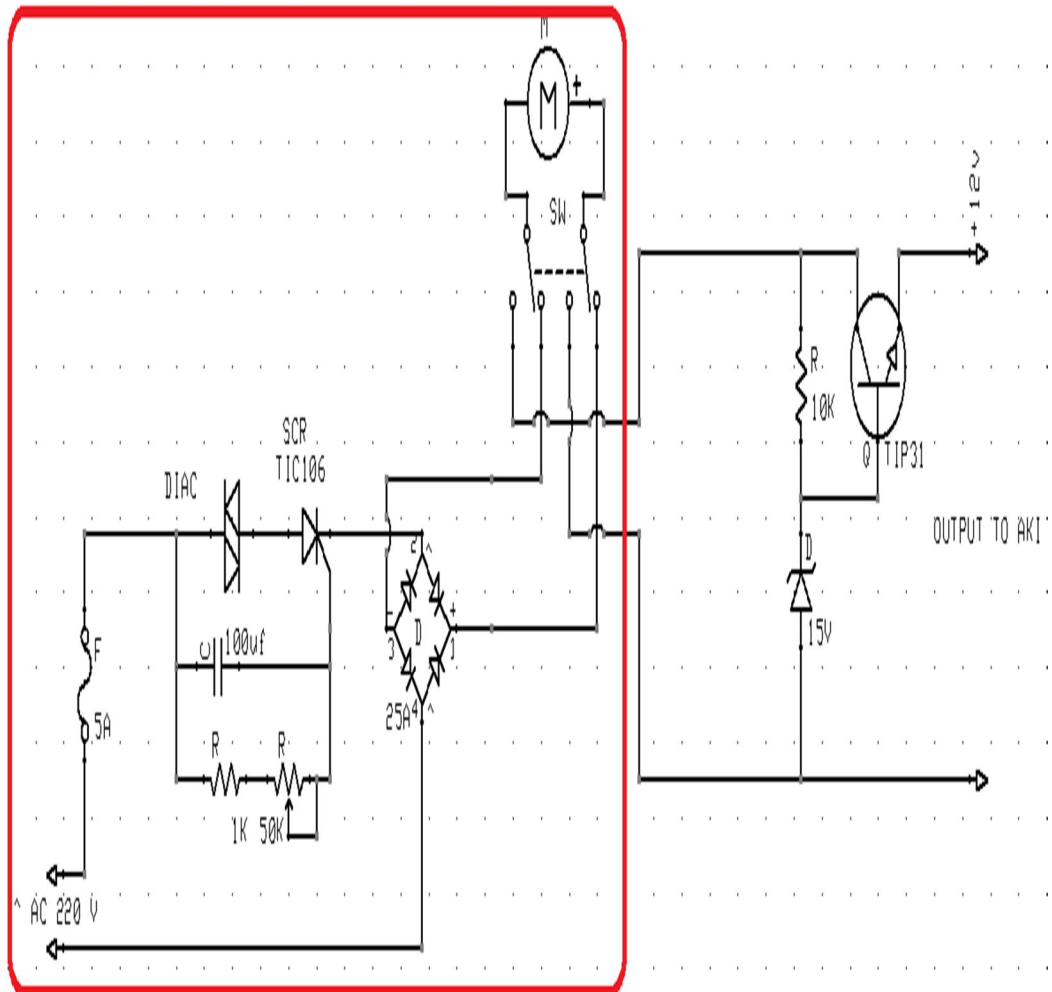 M
+
M
SW
+12V
R
10K
Q TIP31
SCR
TIC106
DIAC
OUTPUT TO AKI
D
15V
2 ^
-
+
D
3
1
C 100uf
F
5A
25A
4 ^
R
R
1K 50K
^ AC 220 V